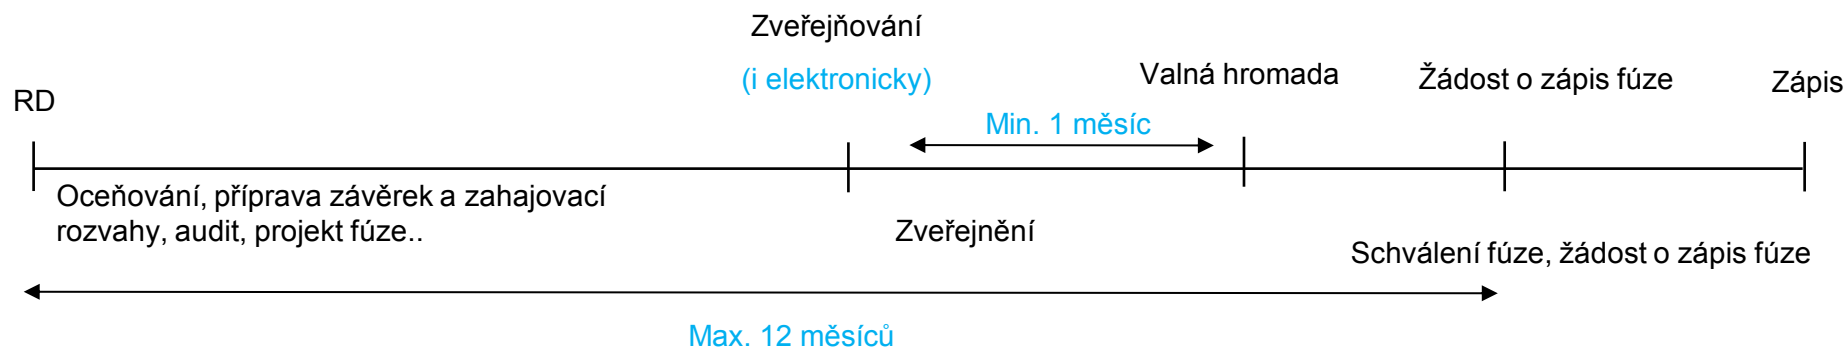 Zveřejňování
(i elektronicky)
Valná hromada
Žádost o zápis fúze
Zápis
RD
Min. 1 měsíc
Oceňování, příprava závěrek a zahajovací
rozvahy, audit, projekt fúze..
Zveřejnění
Schválení fúze, žádost o zápis fúze
Max. 12 měsíců